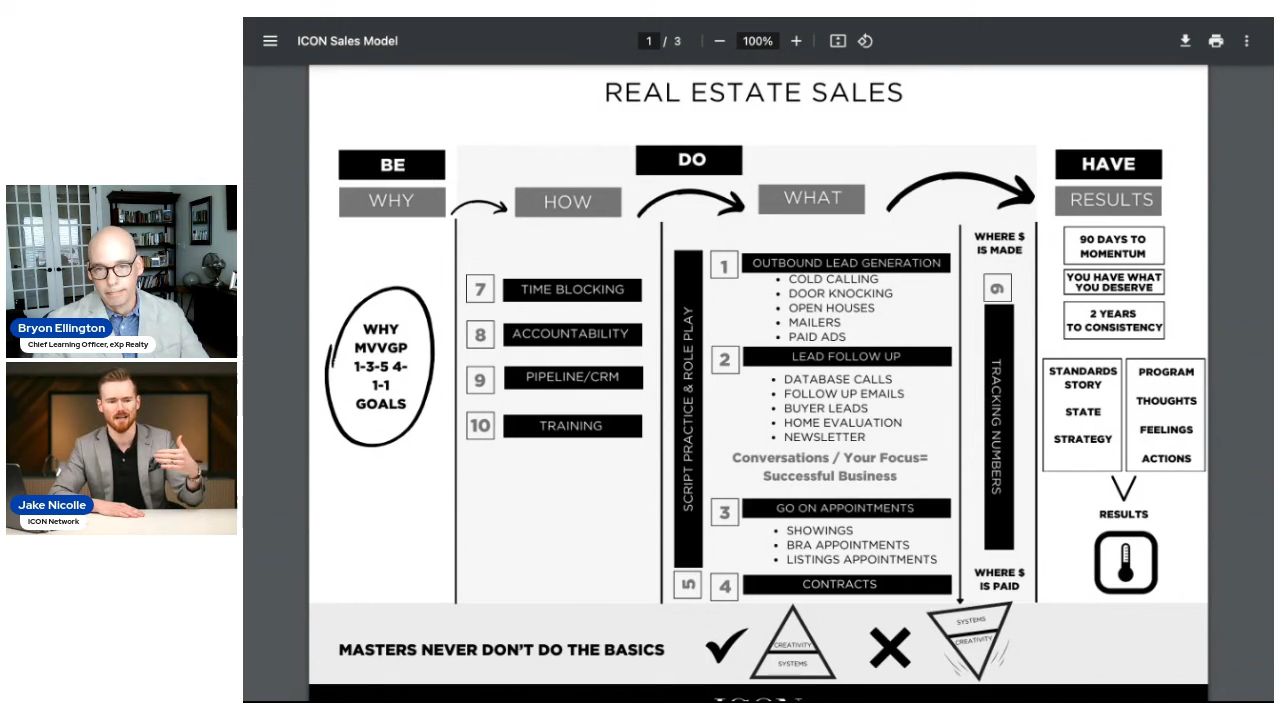 ICON Sales Model
1 / 3
100%
REAL ESTATE SALES
BE
WHY
DO
HOW
WHAT
HAVE
RESULTS
WHY
MVVGP
1-3-5 4-
1-1
GOALS
7
TIME BLOCKING
8
ACCOUNTABILITY
9
PIPELINE/CRM
10
TRAINING
SCRIPT PRACTICE & ROLE PLAY
5
1
OUTBOUND LEAD GENERATION
• COLD CALLING
• DOOR KNOCKING
• OPEN HOUSES
• MAILERS
• PAID ADS
2
LEAD FOLLOW UP
• DATABASE CALLS
• FOLLOW UP EMAILS
• BUYER LEADS
• HOME EVALUATION
• NEWSLETTER
Conversations / Your Focus=
Successful Business
3
GO ON APPOINTMENTS
• SHOWINGS
• BRA APPOINTMENTS
• LISTINGS APPOINTMENTS
4
CONTRACTS
WHERE $
IS MADE
6
TRACKING NUMBERS
WHERE $
IS PAID
90 DAYS TO
MOMENTUM
YOU HAVE WHAT
YOU DESERVE
2 YEARS
TO CONSISTENCY
STANDARDS
STORY
STATE
STRATEGY
PROGRAM
THOUGHTS
FEELINGS
ACTIONS
RESULTS
MASTERS NEVER DON'T DO THE BASICS
CREATIVITY
SYSTEMS
SYSTEMS
CREATIVITY
Bryon Ellington
Chief Learning Officer, eXp Realty
Jake Nicolle
ICON Network